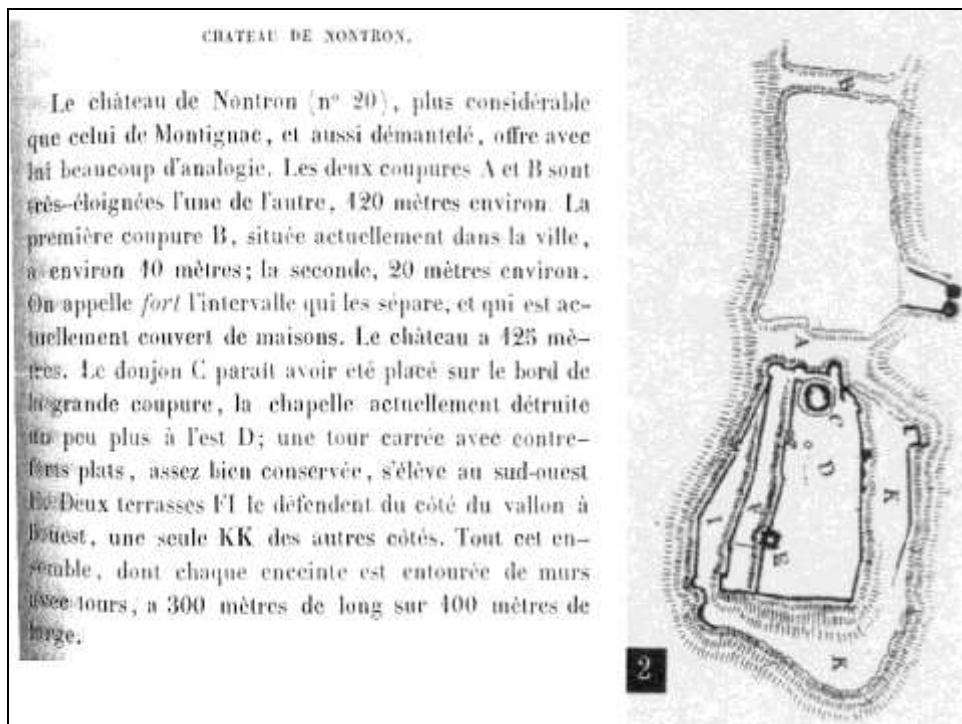 CHATEAU DE NONTRON.
Le château de Nontron (nº 20), plus considérable
que celui de Montignac, et aussi démantelé, offre avec
lui beaucoup d'analogie. Les deux coupures A et B sont
très-éloignées l'une de l'autre, 120 mètres environ. La
première coupure B, située actuellement dans la ville,
a environ 10 mètres; la seconde, 20 mètres environ.
On appelle fort l'intervalle qui les sépare, et qui est ac-
tuellement couvert de maisons. Le château a 125 mè-
tres. Le donjon C parait avoir été placé sur le bord de
la grande coupure, la chapelle actuellement détruite
un peu plus à l'est D; une tour carrée avec contre-
forts plats, assez bien conservée, s'élève au sud-ouest
Deux terrasses FI le défendent du côté du vallon à
l'ouest, une seule KK des autres côtés. Tout cet en-
semble, dont chaque enceinte est entourée de murs
avec tours, a 300 mètres de long sur 100 mètres de
large.
B
A
C
D
K
I
F
E
K
2